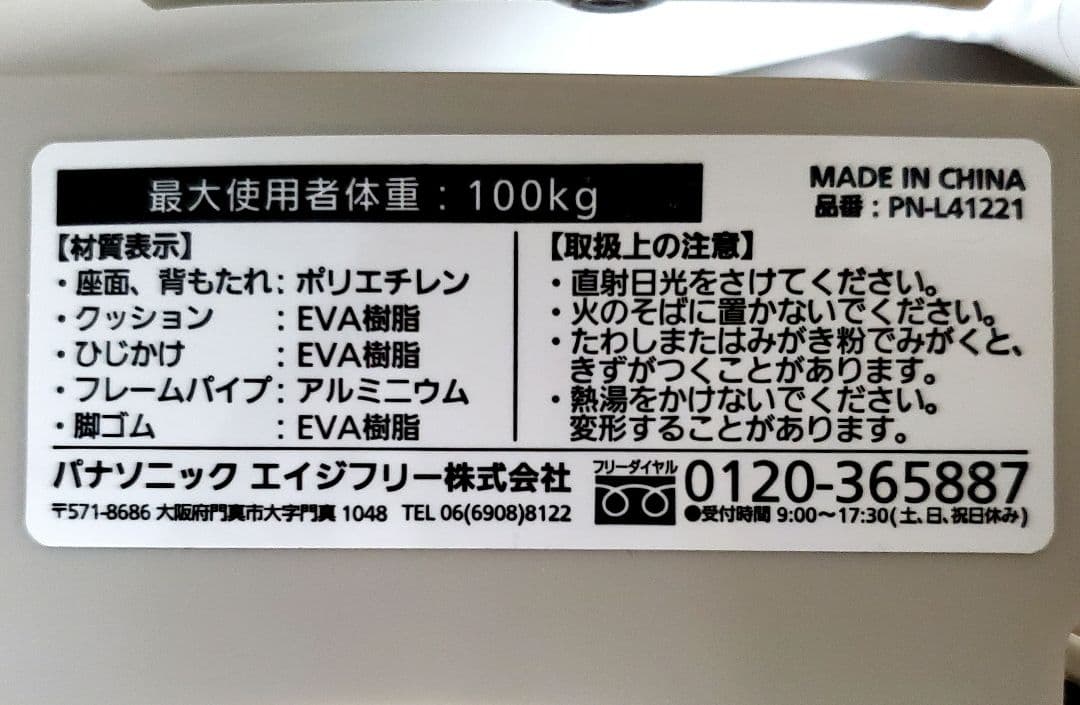 最大使用者体重：100kg
MADE IN CHINA
品番：PN-L41221
【材質表示】
・座面、背もたれ：ポリエチレン
・クッション　　：EVA樹脂
・ひじかけ　　　：EVA樹脂
・フレームパイプ：アルミニウム
・脚ゴム　　　　：EVA樹脂
【取扱上の注意】
・直射日光をさけてください。
・火のそばに置かないでください。
・たわしまたはみがき粉でみがくと、
きずがつくことがあります。
・熱湯をかけないでください。
変形することがあります。
パナソニック エイジフリー株式会社
〒571-8686 大阪府門真市大字門真 1048 TEL 06(6908)8122
フリーダイヤル
0120-365887
●受付時間 9:00～17:30(土、日、祝日休み)